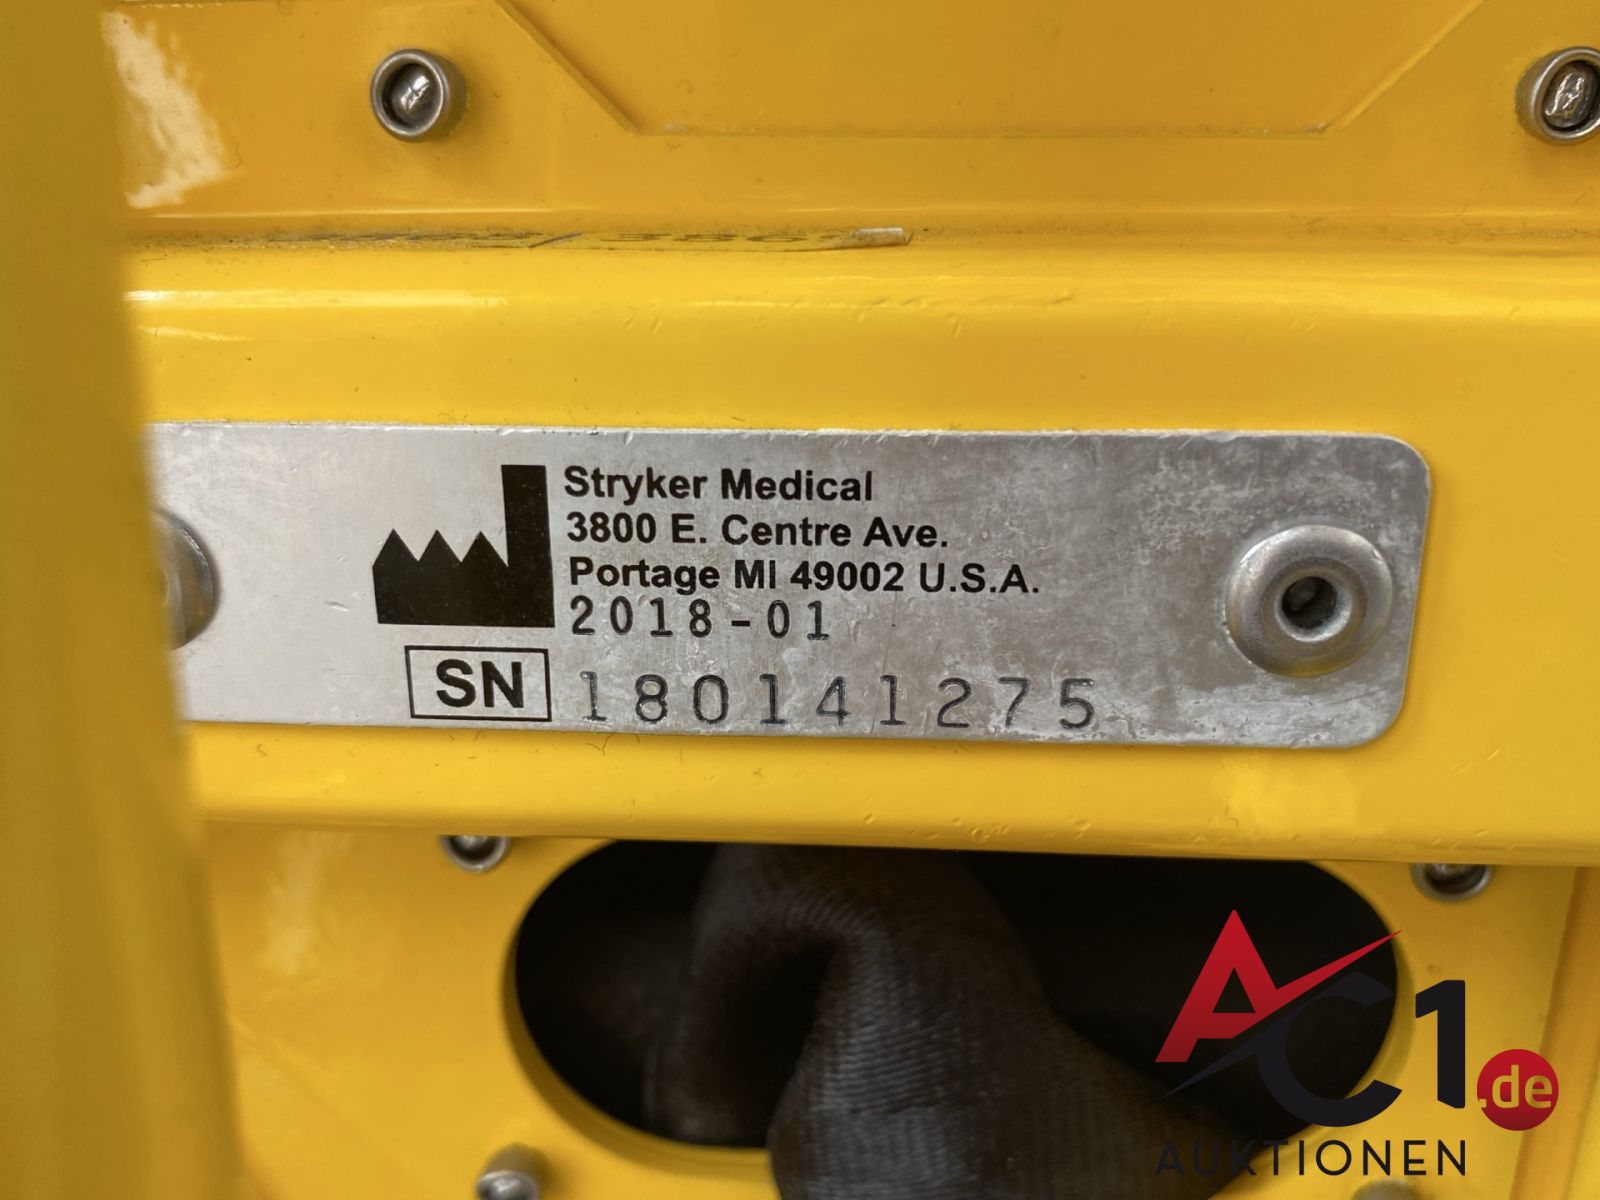 Stryker Medical
3800 E. Centre Ave.
Portage MI 49002 U.S.A.
2018-01
SN 180141275
AC1.de
AUKTIONEN